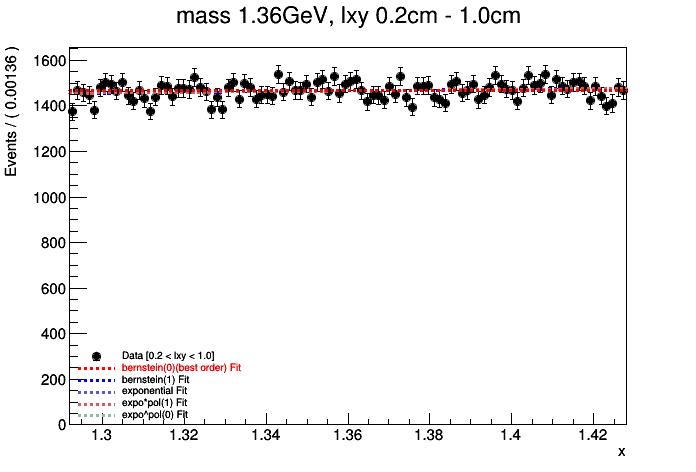 mass 1.36GeV, lxy 0.2cm - 1.0cm
Events / ( 0.00136 )
1600
1400
1200
1000
800
600
400
200
0
Data [0.2 < lxy < 1.0]
bernstein(0)(best order) Fit
bernstein(1) Fit
exponential Fit
expo*pol(1) Fit
expo^pol(0) Fit
1.3 1.32 1.34 1.36 1.38 1.4 1.42
x